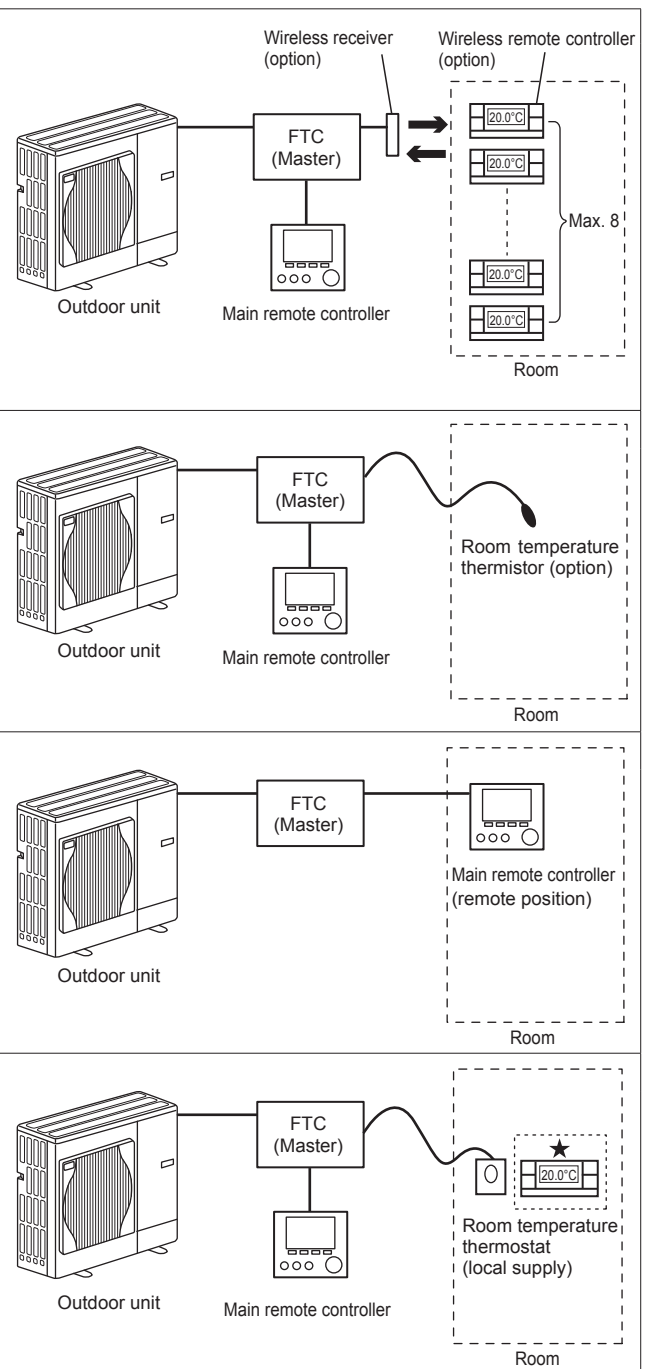 Wireless receiver
(option)
Wireless remote controller
(option)
FTC
(Master)
20.0°C
20.0°C
Max. 8
20.0°C
20.0°C
Outdoor unit
Main remote controller
Room
FTC
(Master)
Room temperature
thermistor (option)
Outdoor unit
Main remote controller
Room
FTC
(Master)
Main remote controller
(remote position)
Outdoor unit
Room
FTC
(Master)
20.0°C
Room temperature
thermostat
(local supply)
Outdoor unit
Main remote controller
Room